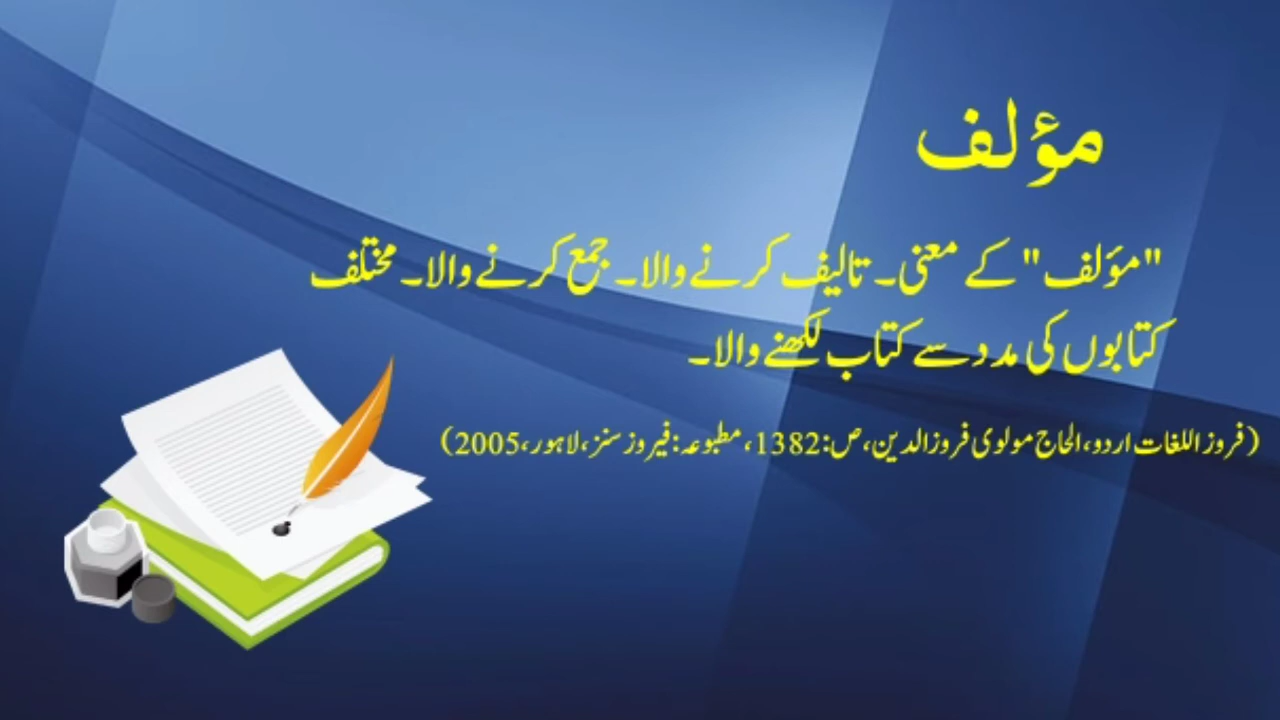 مؤلف
"مؤلف" کے معنی۔ تالیف کرنے والا۔ جمع کرنے والا۔ مختلف
کتابوں کی مدد سے کتاب لکھنے والا۔
(فروز اللغات اردو، الحاج مولوی فروزالدین، ص: 1382، مطبوعہ: فیروز سنز، لاہور، 2005)